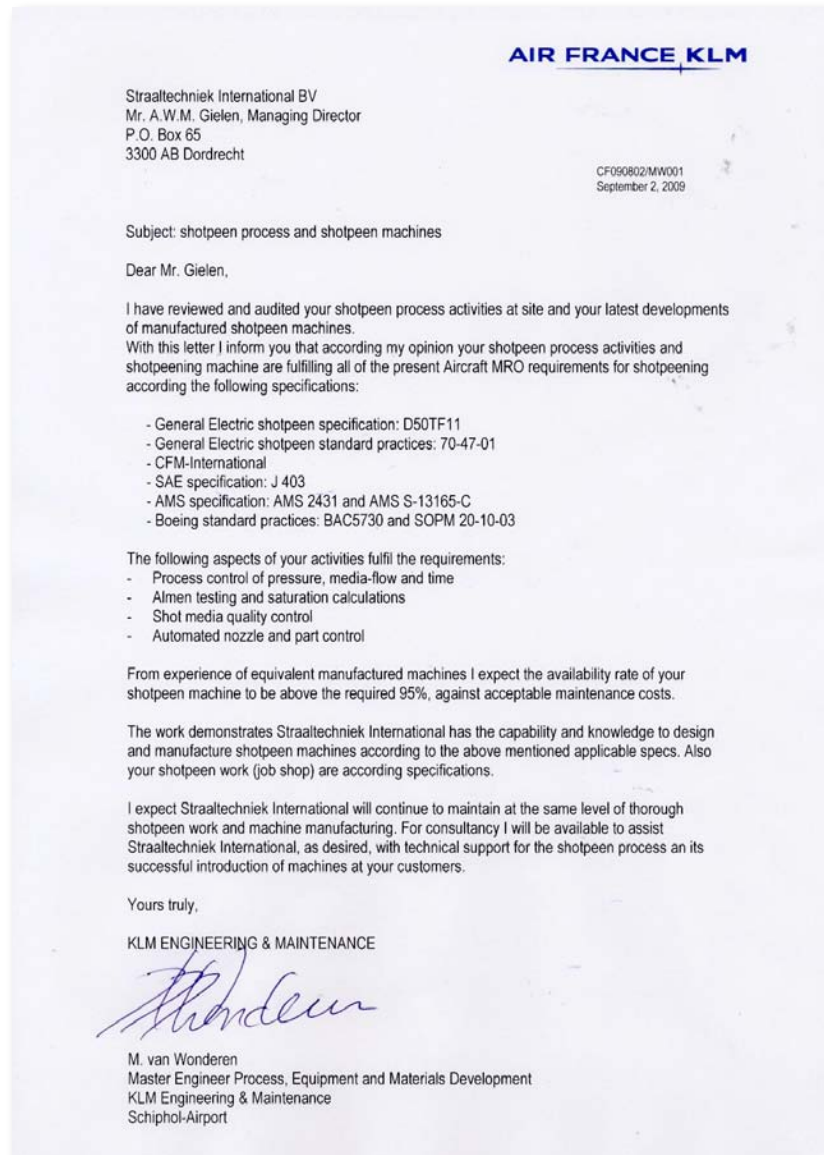 AIR FRANCE KLM
Straaltechniek International BV
Mr. A.W.M. Gielen, Managing Director
P.O. Box 65
3300 AB Dordrecht
CF090802/MW001
September 2, 2009
Subject: shotpeen process and shotpeen machines
Dear Mr. Gielen,
I have reviewed and audited your shotpeen process activities at site and your latest developments
of manufactured shotpeen machines.
With this letter I inform you that according my opinion your shotpeen process activities and
shotpeening machine are fulfilling all of the present Aircraft MRO requirements for shotpeening
according the following specifications:
- General Electric shotpeen specification: D50TF11
- General Electric shotpeen standard practices: 70-47-01
- CFM-International
- SAE specification: J 403
- AMS specification: AMS 2431 and AMS S-13165-C
- Boeing standard practices: BAC5730 and SOPM 20-10-03
The following aspects of your activities fulfil the requirements:
- Process control of pressure, media-flow and time
- Almen testing and saturation calculations
- Shot media quality control
- Automated nozzle and part control
From experience of equivalent manufactured machines I expect the availability rate of your
shotpeen machine to be above the required 95%, against acceptable maintenance costs.
The work demonstrates Straaltechniek International has the capability and knowledge to design
and manufacture shotpeen machines according to the above mentioned applicable specs. Also
your shotpeen work (job shop) are according specifications.
I expect Straaltechniek International will continue to maintain at the same level of thorough
shotpeen work and machine manufacturing. For consultancy I will be available to assist
Straaltechniek International, as desired, with technical support for the shotpeen process an its
successful introduction of machines at your customers.
Yours truly,
KLM ENGINEERING & MAINTENANCE
M. van Wonderen
Master Engineer Process, Equipment and Materials Development
KLM Engineering & Maintenance
Schiphol-Airport